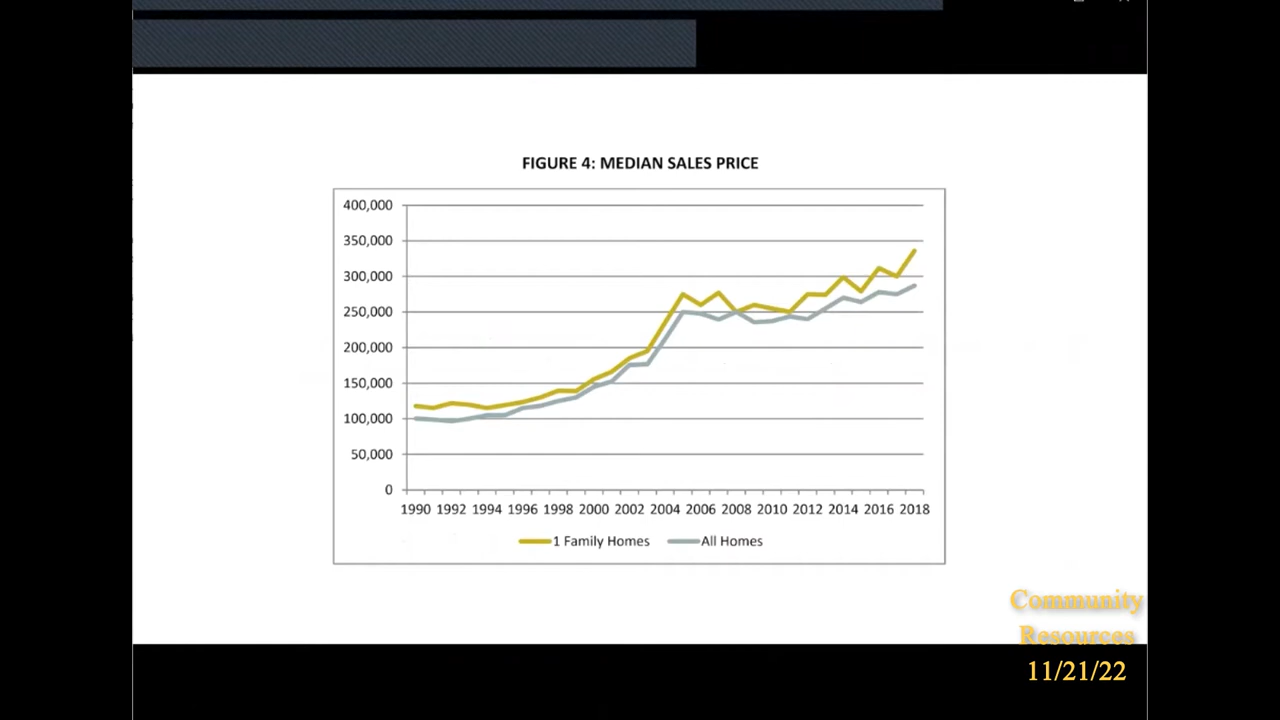 FIGURE 4: MEDIAN SALES PRICE
400,000
350,000
300,000
250,000
200,000
150,000
100,000
50,000
0
1990 1992 1994 1996 1998 2000 2002 2004 2006 2008 2010 2012 2014 2016 2018
1 Family Homes All Homes
Community
Resources
11/21/22